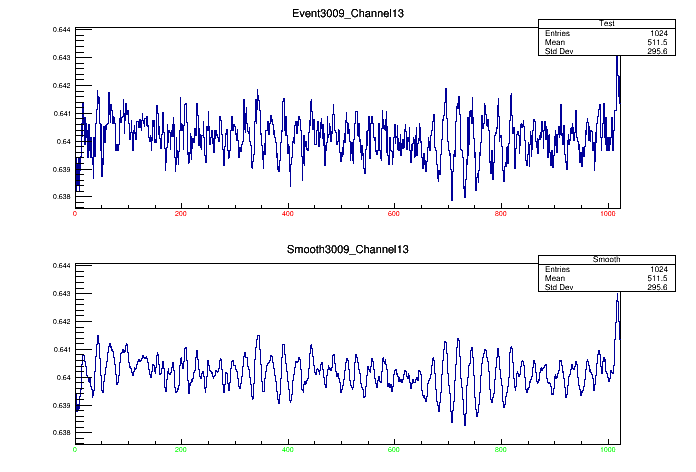 Event3009_Channel13
Test
Entries 1024
Mean 511.5
Std Dev 295.6
0.644
0.643
0.642
0.641
0.64
0.639
0.638
0 200 400 600 800 1000
Smooth3009_Channel13
Smooth
Entries 1024
Mean 511.5
Std Dev 295.6
0.644
0.643
0.642
0.641
0.64
0.639
0.638
0 200 400 600 800 1000